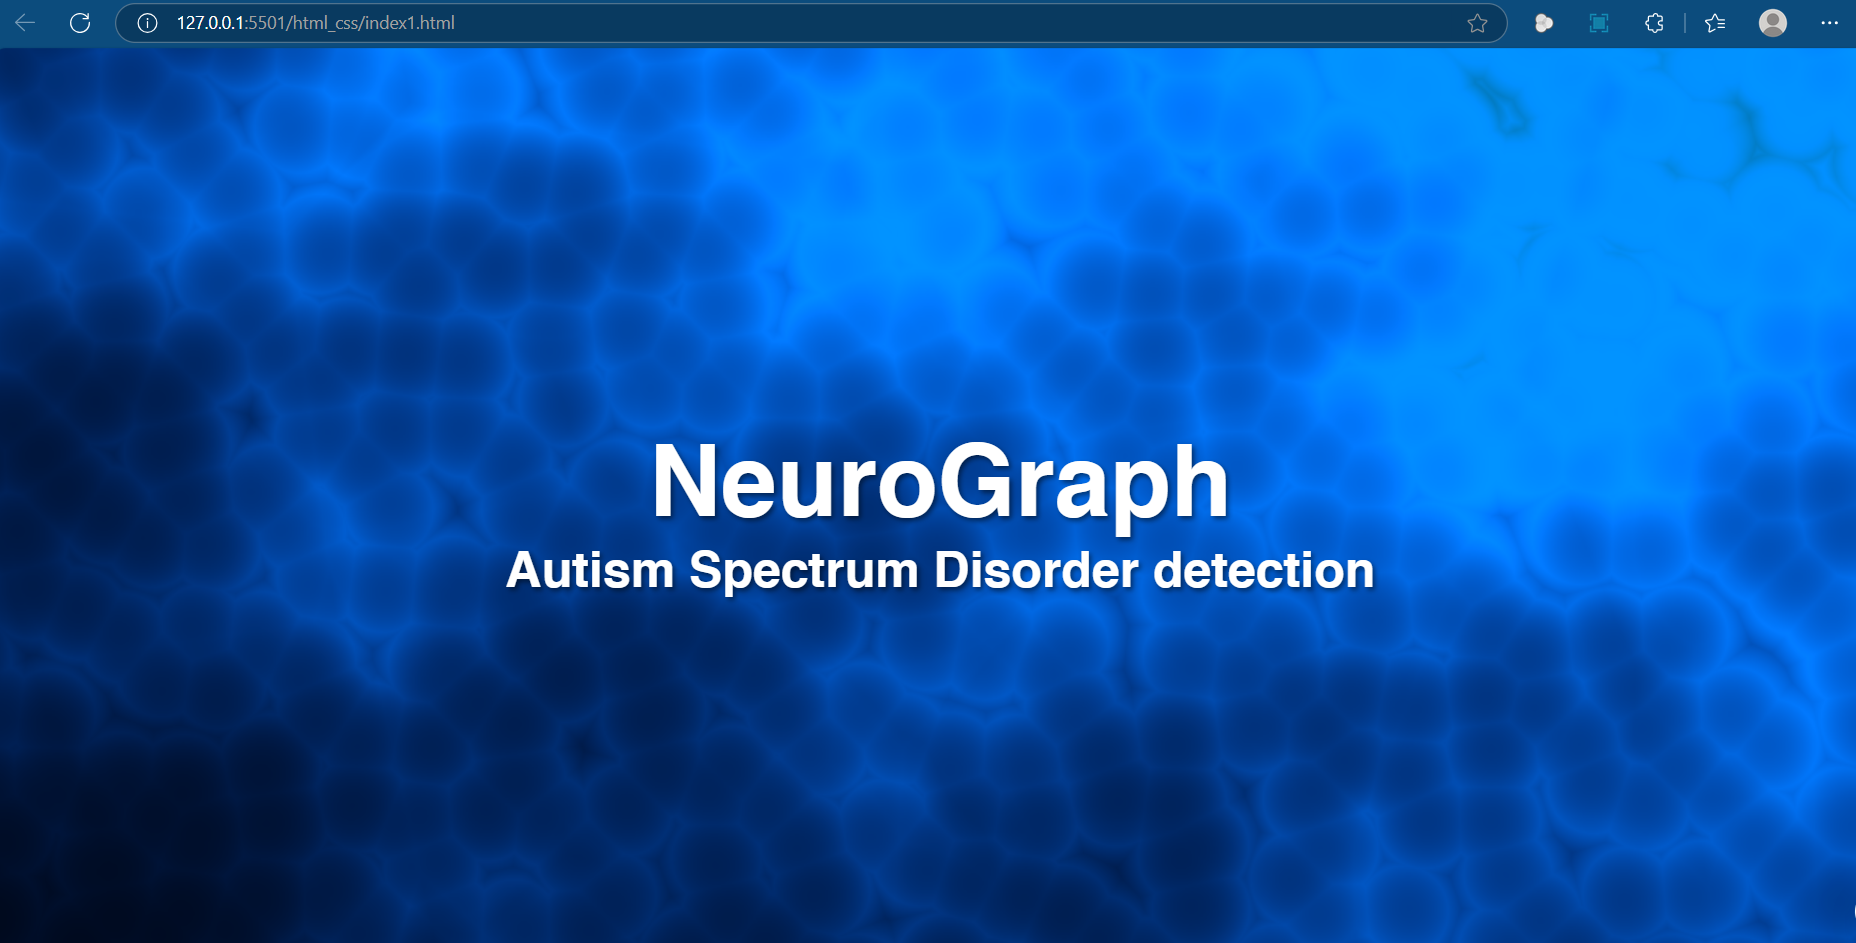 127.0.0.1:5501/html_css/index1.html
NeuroGraph
Autism Spectrum Disorder detection